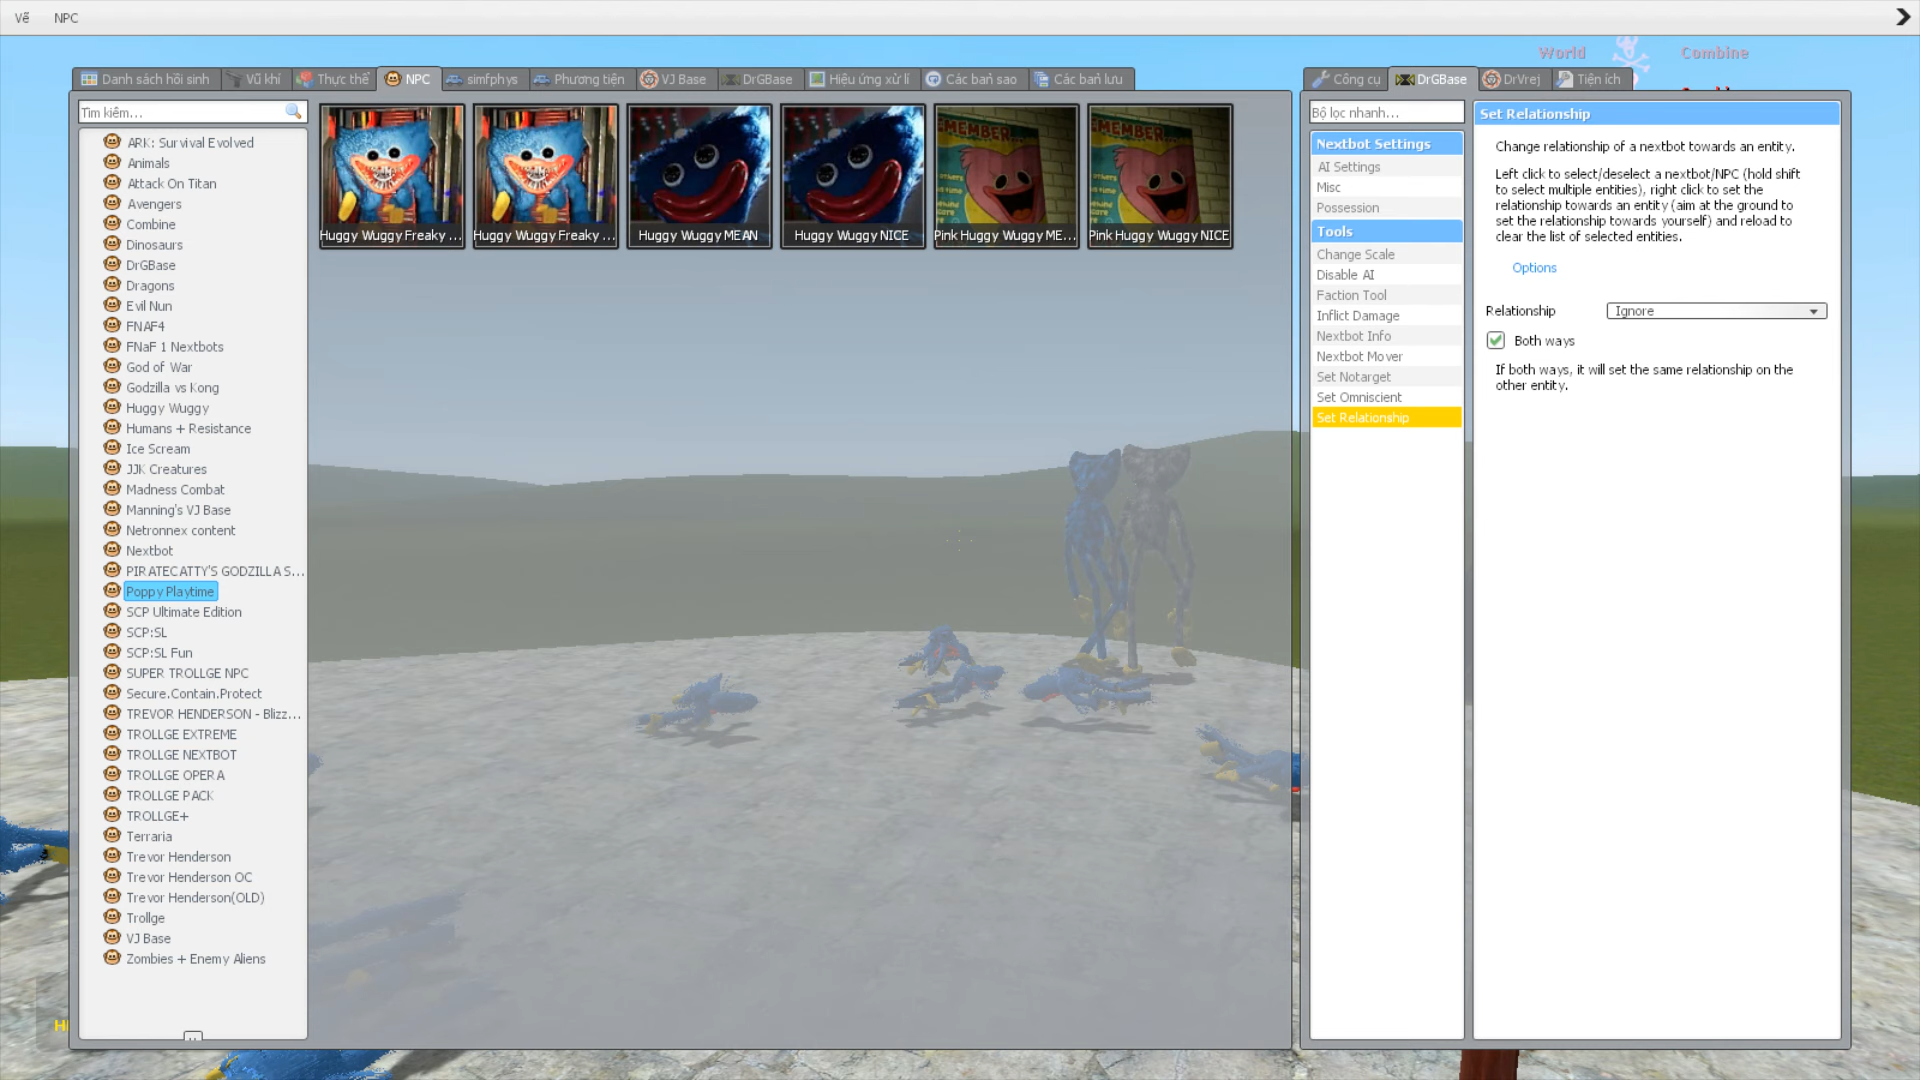 Vẽ NPC
World Combine
Danh sách hồi sinh Vũ khí Thực thể NPC simfphys Phương tiện VJ Base DrGBase Hiệu ứng xử lí Các bản sao Các bản lưu
Công cụ DrGBase DrVrej Tiện ích
Tìm kiếm...
ARK: Survival Evolved
Animals
Attack On Titan
Avengers
Combine
Dinosaurs
DrGBase
Dragons
Evil Nun
FNAF4
FNaF 1 Nextbots
God of War
Godzilla vs Kong
Huggy Wuggy
Humans + Resistance
Ice Scream
JJK Creatures
Madness Combat
Manning's VJ Base
Netronnex content
Nextbot
PIRATECATTY'S GODZILLA S...
Poppy Playtime
SCP Ultimate Edition
SCP:SL
SCP:SL Fun
SUPER TROLLGE NPC
Secure.Contain.Protect
TREVOR HENDERSON - Blizz...
TROLLGE EXTREME
TROLLGE NEXTBOT
TROLLGE OPERA
TROLLGE PACK
TROLLGE+
Terraria
Trevor Henderson
Trevor Henderson OC
Trevor Henderson(OLD)
Trollge
VJ Base
Zombies + Enemy Aliens
Huggy Wuggy Freaky ...
Huggy Wuggy Freaky ...
Huggy Wuggy MEAN
Huggy Wuggy NICE
Pink Huggy Wuggy ME...
Pink Huggy Wuggy NICE
Bộ lọc nhanh...
Nextbot Settings
AI Settings
Misc
Possession
Tools
Change Scale
Disable AI
Faction Tool
Inflict Damage
Nextbot Info
Nextbot Mover
Set Notarget
Set Omniscient
Set Relationship
Set Relationship
Change relationship of a nextbot towards an entity.
Left click to select/deselect a nextbot/NPC (hold shift
to select multiple entities), right click to set the
relationship towards an entity (aim at the ground to
set the relationship towards yourself) and reload to
clear the list of selected entities.
Options
Relationship Ignore
Both ways
If both ways, it will set the same relationship on the
other entity.